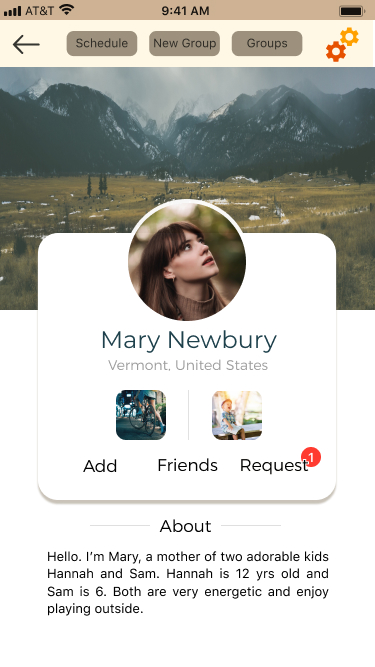 AT&T 9:41 AM
Schedule New Group Groups
Mary Newbury
Vermont, United States
Add Friends Request 1
About
Hello. I'm Mary, a mother of two adorable kids
Hannah and Sam. Hannah is 12 yrs old and
Sam is 6. Both are very energetic and enjoy
playing outside.